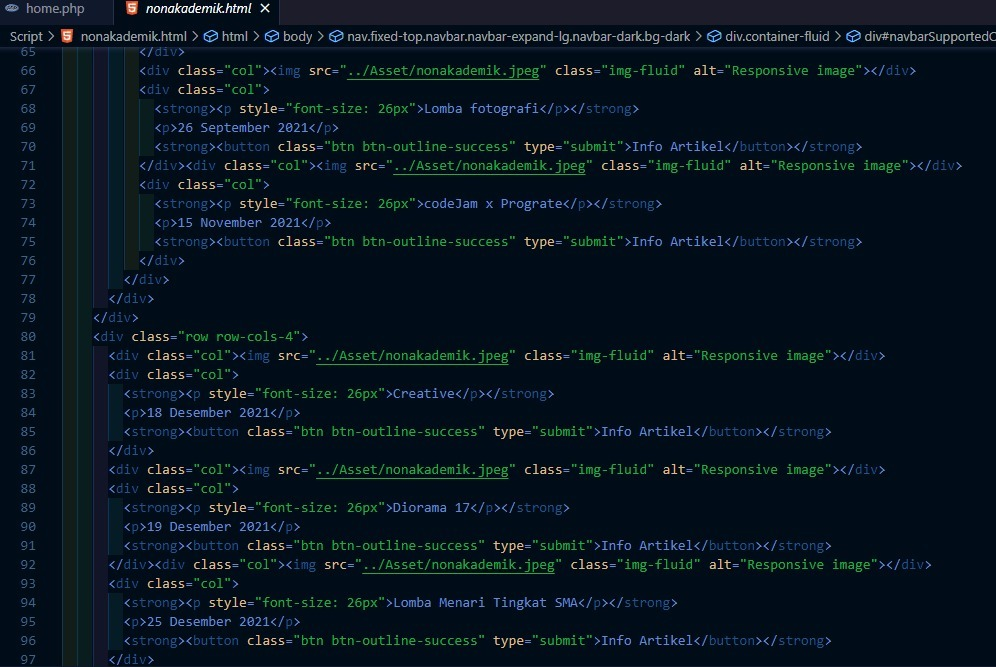 home.php nonakademik.html ×
Script > nonakademik.html > html > body > nav.fixed-top.navbar.navbar-expand-lg.navbar-dark.bg-dark > div.container-fluid > div#navbarSupportedC
65 </div>
66 <div class="col"><img src="../Asset/nonakademik.jpeg" class="img-fluid" alt="Responsive image"></div>
67 <div class="col">
68 <strong><p style="font-size: 26px">Lomba fotografi</p></strong>
69 <p>26 September 2021</p>
70 <strong><button class="btn btn-outline-success" type="submit">Info Artikel</button></strong>
71 </div><div class="col"><img src="../Asset/nonakademik.jpeg" class="img-fluid" alt="Responsive image"></div>
72 <div class="col">
73 <strong><p style="font-size: 26px">codeJam x Prograte</p></strong>
74 <p>15 November 2021</p>
75 <strong><button class="btn btn-outline-success" type="submit">Info Artikel</button></strong>
76 </div>
77 </div>
78 </div>
79 </div>
80 <div class="row row-cols-4">
81 <div class="col"><img src="../Asset/nonakademik.jpeg" class="img-fluid" alt="Responsive image"></div>
82 <div class="col">
83 <strong><p style="font-size: 26px">Creative</p></strong>
84 <p>18 Desember 2021</p>
85 <strong><button class="btn btn-outline-success" type="submit">Info Artikel</button></strong>
86 </div>
87 <div class="col"><img src="../Asset/nonakademik.jpeg" class="img-fluid" alt="Responsive image"></div>
88 <div class="col">
89 <strong><p style="font-size: 26px">Diorama 17</p></strong>
90 <p>19 Desember 2021</p>
91 <strong><button class="btn btn-outline-success" type="submit">Info Artikel</button></strong>
92 </div><div class="col"><img src="../Asset/nonakademik.jpeg" class="img-fluid" alt="Responsive image"></div>
93 <div class="col">
94 <strong><p style="font-size: 26px">Lomba Menari Tingkat SMA</p></strong>
95 <p>25 Desember 2021</p>
96 <strong><button class="btn btn-outline-success" type="submit">Info Artikel</button></strong>
97 </div>